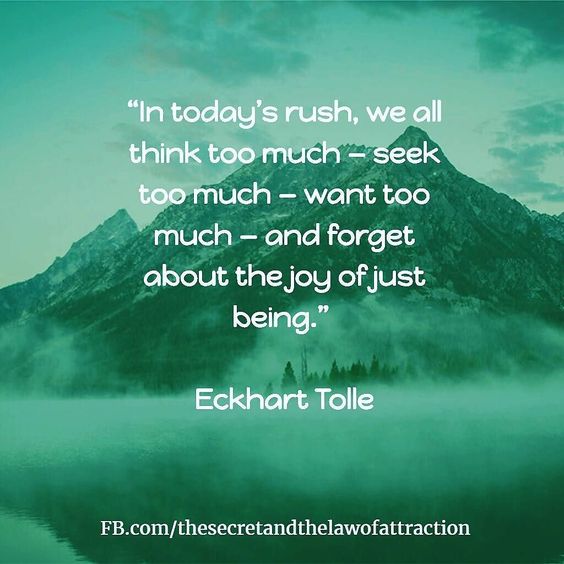 “In today’s rush, we all
think too much – seek
too much – want too
much – and forget
about the joy of just
being.”
Eckhart Tolle
FB.com/thesecretandthelawofattraction